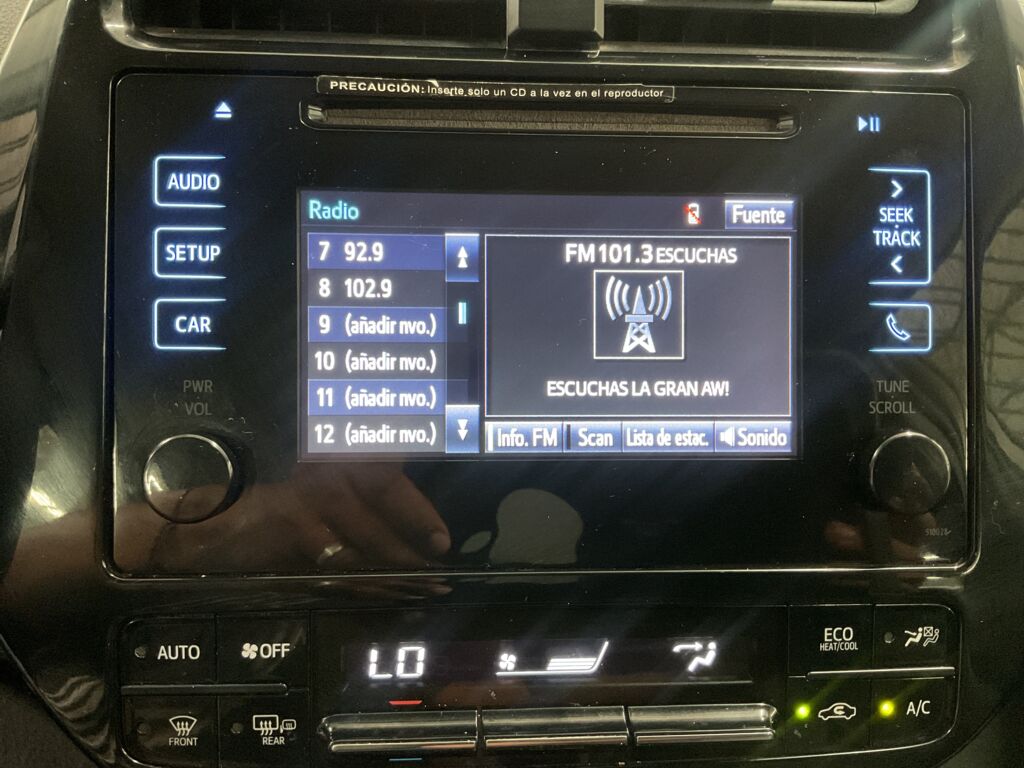 PRECAUCIÓN: Inserte solo un CD a la vez en el reproductor
AUDIO
SETUP
CAR
PWR
VOL
Radio
Fuente
7 92.9
8 102.9
9 (añadir nvo.)
10 (añadir nvo.)
11 (añadir nvo.)
12 (añadir nvo.)
FM101.3 ESCUCHAS
ESCUCHAS LA GRAN AW!
Info. FM
Scan
Lista de estac.
Sonido
SEEK
TRACK
TUNE
SCROLL
AUTO
OFF
LO
ECO
HEAT/COOL
FRONT
REAR
A/C